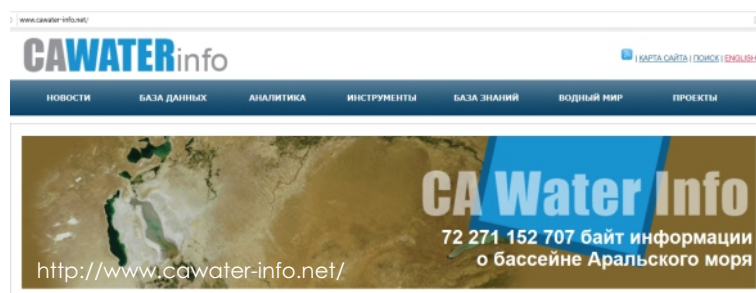 www.cawater-info.net/
CAWATERinfo
| КАРТА САЙТА | ПОИСК | ENGLISH
НОВОСТИ БАЗА ДАННЫХ АНАЛИТИКА ИНСТРУМЕНТЫ БАЗА ЗНАНИЙ ВОДНЫЙ МИР ПРОЕКТЫ
CA Water Info
72 271 152 707 байт информации
о бассейне Аральского моря
http://www.cawater-info.net/